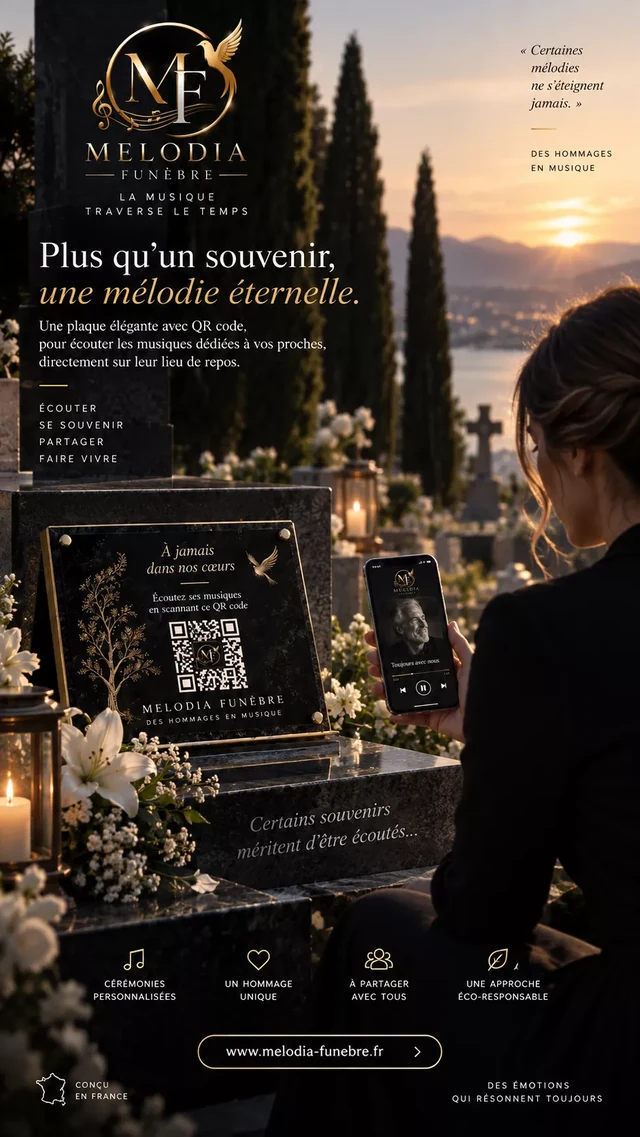 MF
MELODIA
FUNÈBRE
LA MUSIQUE
TRAVERSE LE TEMPS
« Certaines
mélodies
ne s'éteignent
jamais. »
DES HOMMAGES
EN MUSIQUE
Plus qu'un souvenir,
une mélodie éternelle.
Une plaque élégante avec QR code,
pour écouter les musiques dédiées à vos proches,
directement sur leur lieu de repos.
ÉCOUTER
SE SOUVENIR
PARTAGER
FAIRE VIVRE
À jamais
dans nos cœurs
Écoutez ses musiques
en scannant ce QR code
MF
MELODIA FUNÈBRE
DES HOMMAGES EN MUSIQUE
MF
MELODIA
Toujours avec nous
Certains souvenirs
méritent d'être écoutés...
CÉRÉMONIES
PERSONNALISÉES
UN HOMMAGE
UNIQUE
À PARTAGER
AVEC TOUS
UNE APPROCHE
ÉCO-RESPONSABLE
www.melodia-funebre.fr
CONÇU
EN FRANCE
DES ÉMOTIONS
QUI RÉSONNENT TOUJOURS